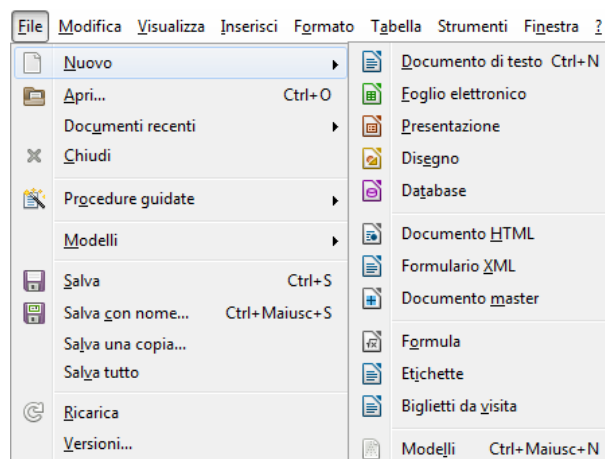 File Modifica Visualizza Inserisci Formato Tabella Strumenti Finestra ?
Nuovo
Apri... Ctrl+O
Documenti recenti
Chiudi
Procedure guidate
Modelli
Salva Ctrl+S
Salva con nome... Ctrl+Maiusc+S
Salva una copia...
Salva tutto
Ricarica
Versioni...
Documento di testo Ctrl+N
Foglio elettronico
Presentazione
Disegno
Database
Documento HTML
Formulario XML
Documento master
Formula
Etichette
Biglietti da visita
Modelli Ctrl+Maiusc+N